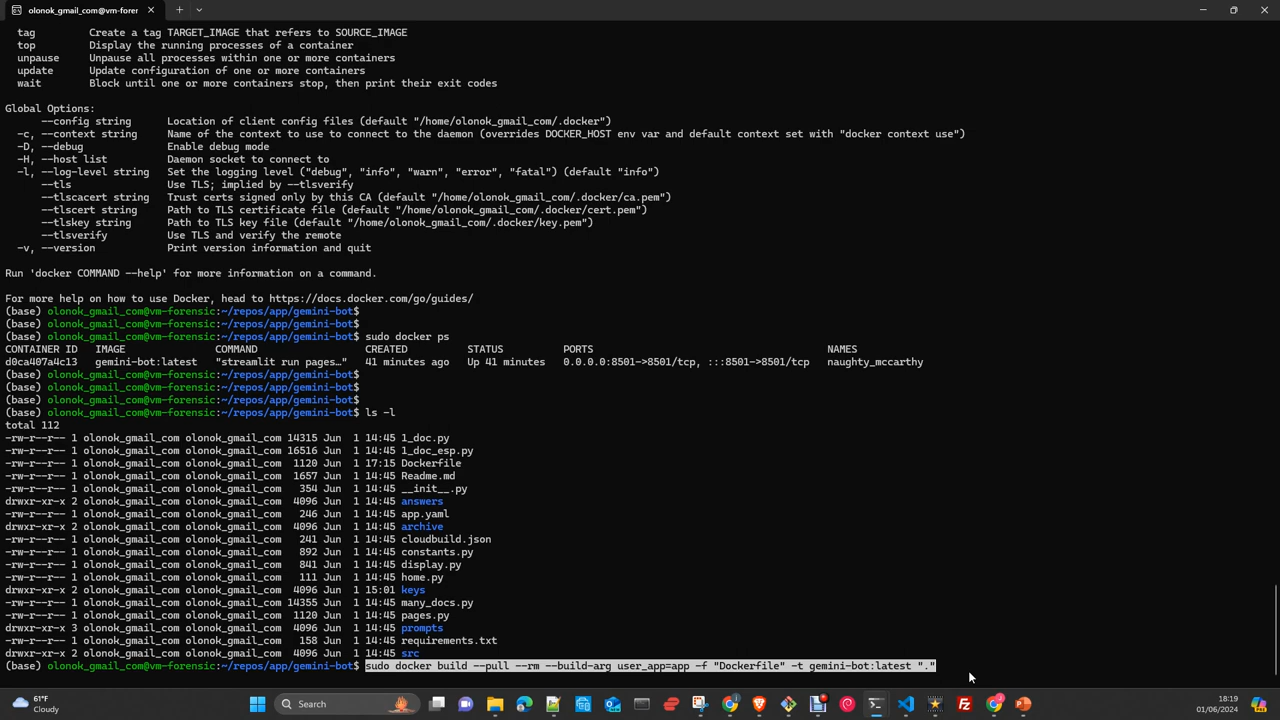 olonok_gmail_com@vm-foren
tag Create a tag TARGET_IMAGE that refers to SOURCE_IMAGE
top Display the running processes of a container
unpause Unpause all processes within one or more containers
update Update configuration of one or more containers
wait Block until one or more containers stop, then print their exit codes
Global Options:
--config string Location of client config files (default "/home/olonok_gmail_com/.docker")
-c, --context string Name of the context to use to connect to the daemon (overrides DOCKER_HOST env var and default context set with "docker context use")
-D, --debug Enable debug mode
-H, --host list Daemon socket to connect to
-l, --log-level string Set the logging level ("debug", "info", "warn", "error", "fatal") (default "info")
--tls Use TLS; implied by --tlsverify
--tlscacert string Trust certs signed only by this CA (default "/home/olonok_gmail_com/.docker/ca.pem")
--tlscert string Path to TLS certificate file (default "/home/olonok_gmail_com/.docker/cert.pem")
--tlskey string Path to TLS key file (default "/home/olonok_gmail_com/.docker/key.pem")
--tlsverify Use TLS and verify the remote
-v, --version Print version information and quit
Run 'docker COMMAND --help' for more information on a command.
For more help on how to use Docker, head to https://docs.docker.com/go/guides/
(base) olonok_gmail_com@vm-forensic:~/repos/app/gemini-bot$
(base) olonok_gmail_com@vm-forensic:~/repos/app/gemini-bot$
(base) olonok_gmail_com@vm-forensic:~/repos/app/gemini-bot$ sudo docker ps
CONTAINER ID IMAGE COMMAND CREATED STATUS PORTS NAMES
d0ca407a4c13 gemini-bot:latest "streamlit run pages…" 41 minutes ago Up 41 minutes 0.0.0.0:8501->8501/tcp, :::8501->8501/tcp naughty_mccarthy
(base) olonok_gmail_com@vm-forensic:~/repos/app/gemini-bot$
(base) olonok_gmail_com@vm-forensic:~/repos/app/gemini-bot$
(base) olonok_gmail_com@vm-forensic:~/repos/app/gemini-bot$
(base) olonok_gmail_com@vm-forensic:~/repos/app/gemini-bot$ ls -l
total 112
-rw-r--r-- 1 olonok_gmail_com olonok_gmail_com 14315 Jun 1 14:45 1_doc.py
-rw-r--r-- 1 olonok_gmail_com olonok_gmail_com 16516 Jun 1 14:45 1_doc_esp.py
-rw-r--r-- 1 olonok_gmail_com olonok_gmail_com 1120 Jun 1 17:15 Dockerfile
-rw-r--r-- 1 olonok_gmail_com olonok_gmail_com 1657 Jun 1 14:45 Readme.md
-rw-r--r-- 1 olonok_gmail_com olonok_gmail_com 354 Jun 1 14:45 __init__.py
drwxr-xr-x 2 olonok_gmail_com olonok_gmail_com 4096 Jun 1 14:45 answers
-rw-r--r-- 1 olonok_gmail_com olonok_gmail_com 246 Jun 1 14:45 app.yaml
drwxr-xr-x 2 olonok_gmail_com olonok_gmail_com 4096 Jun 1 14:45 archive
-rw-r--r-- 1 olonok_gmail_com olonok_gmail_com 241 Jun 1 14:45 cloudbuild.json
-rw-r--r-- 1 olonok_gmail_com olonok_gmail_com 892 Jun 1 14:45 constants.py
-rw-r--r-- 1 olonok_gmail_com olonok_gmail_com 841 Jun 1 14:45 display.py
-rw-r--r-- 1 olonok_gmail_com olonok_gmail_com 111 Jun 1 14:45 home.py
drwxr-xr-x 2 olonok_gmail_com olonok_gmail_com 4096 Jun 1 15:01 keys
-rw-r--r-- 1 olonok_gmail_com olonok_gmail_com 14355 Jun 1 14:45 many_docs.py
-rw-r--r-- 1 olonok_gmail_com olonok_gmail_com 1120 Jun 1 14:45 pages.py
drwxr-xr-x 3 olonok_gmail_com olonok_gmail_com 4096 Jun 1 14:45 prompts
-rw-r--r-- 1 olonok_gmail_com olonok_gmail_com 158 Jun 1 14:45 requirements.txt
drwxr-xr-x 2 olonok_gmail_com olonok_gmail_com 4096 Jun 1 14:45 src
(base) olonok_gmail_com@vm-forensic:~/repos/app/gemini-bot$ sudo docker build --pull --rm --build-arg user_app=app -f "Dockerfile" -t gemini-bot:latest "."
61°F
Cloudy
Search
18:19
01/06/2024